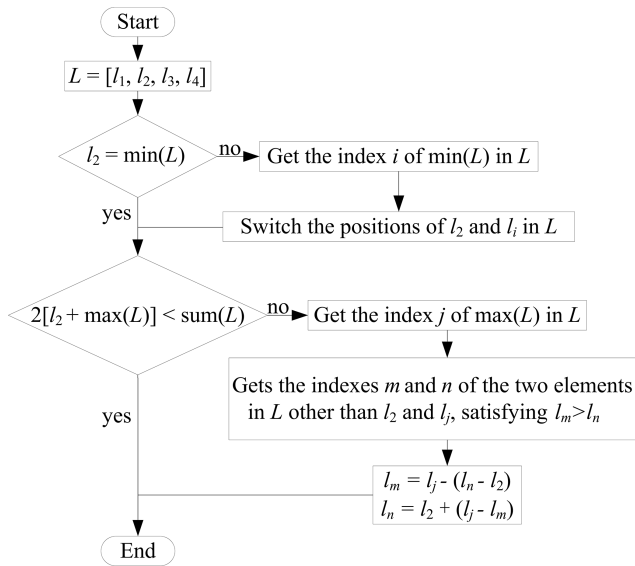 Start
L = [l₁, l₂, l₃, l₄]
l₂ = min(L)
no
Get the index i of min(L) in L
yes
Switch the positions of l₂ and lᵢ in L
2[l₂ + max(L)] < sum(L)
no
Get the index j of max(L) in L
Gets the indexes m and n of the two elements
in L other than l₂ and lⱼ, satisfying lₘ>lₙ
yes
lₘ = lⱼ - (lₙ - l₂)
lₙ = l₂ + (lⱼ - lₘ)
End